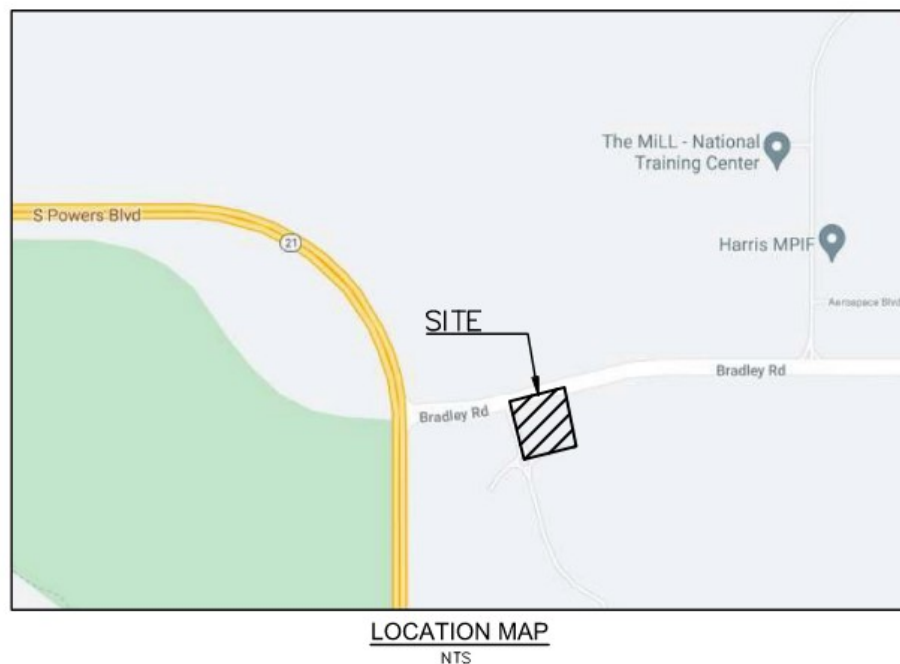 The MiLL - National
Training Center
S Powers Blvd
21
Harris MPIF
Aerospace Blvd
SITE
Bradley Rd
Bradley Rd
LOCATION MAP
NTS